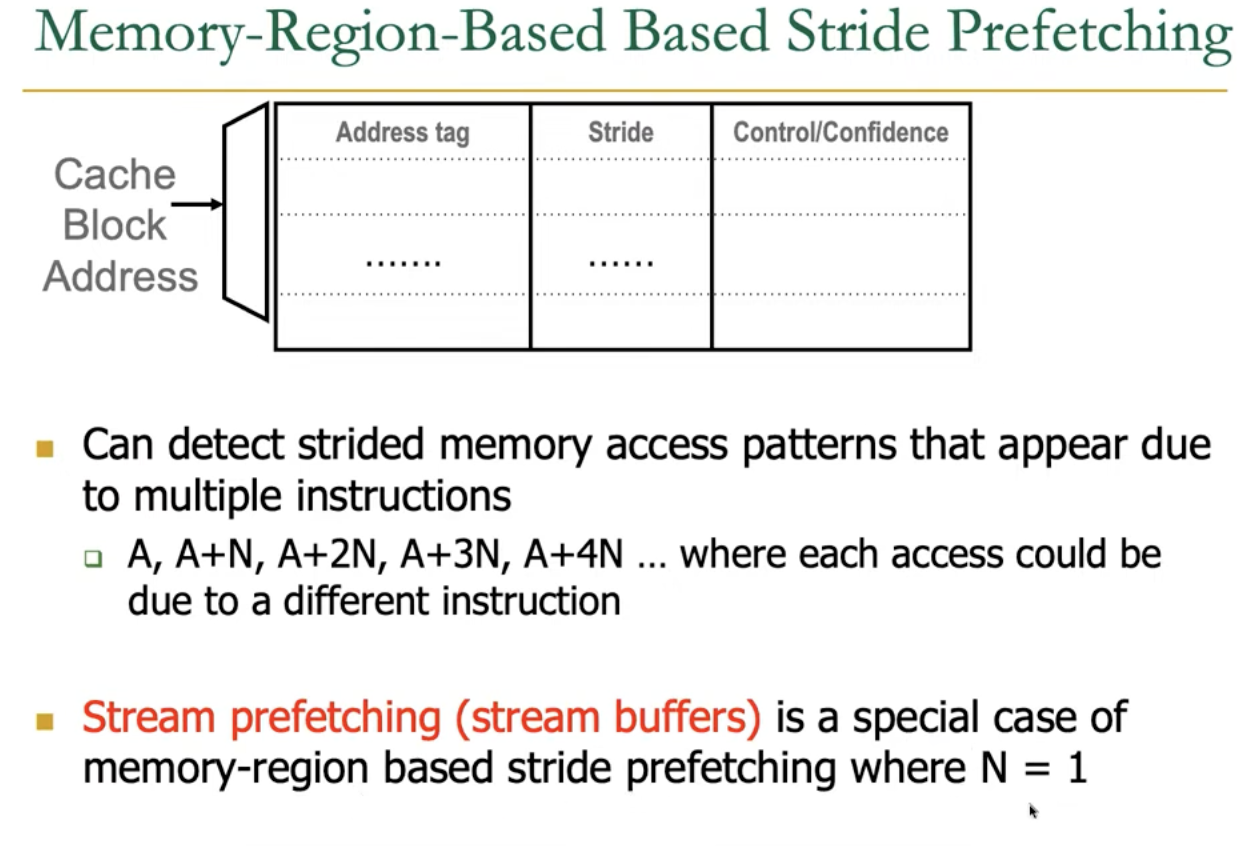 Memory-Region-Based Based Stride Prefetching
Address tag Stride Control/Confidence
Cache
Block
Address
....... ......
Can detect strided memory access patterns that appear due
to multiple instructions
A, A+N, A+2N, A+3N, A+4N ... where each access could be
due to a different instruction
Stream prefetching (stream buffers) is a special case of
memory-region based stride prefetching where N = 1